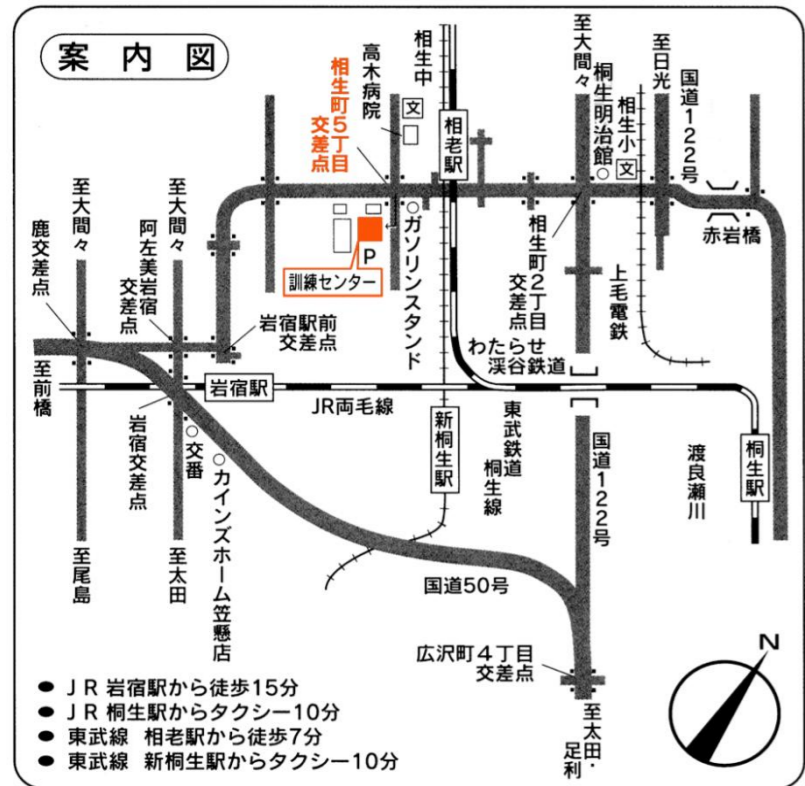 案内図
相生町5丁目
交差点
高木病院
文
相生中
相老駅
至大間々
桐生明治館
相生小
文
至日光
国道122号
至大間々
鹿交差点
至大間々
阿左美岩宿
交差点
P
訓練センター
ガソリンスタンド
相生町2丁目
交差点
上毛電鉄
赤岩橋
岩宿駅前
交差点
わたらせ
渓谷鉄道
至前橋
岩宿駅
JR両毛線
岩宿交差点
交番
カインズホーム笠懸店
新桐生駅
東武鉄道
桐生線
国道122号
渡良瀬川
桐生駅
至尾島
至太田
国道50号
広沢町4丁目
交差点
至太田・
足利
N
● JR 岩宿駅から徒歩15分
● JR 桐生駅からタクシー10分
● 東武線 相老駅から徒歩7分
● 東武線 新桐生駅からタクシー10分